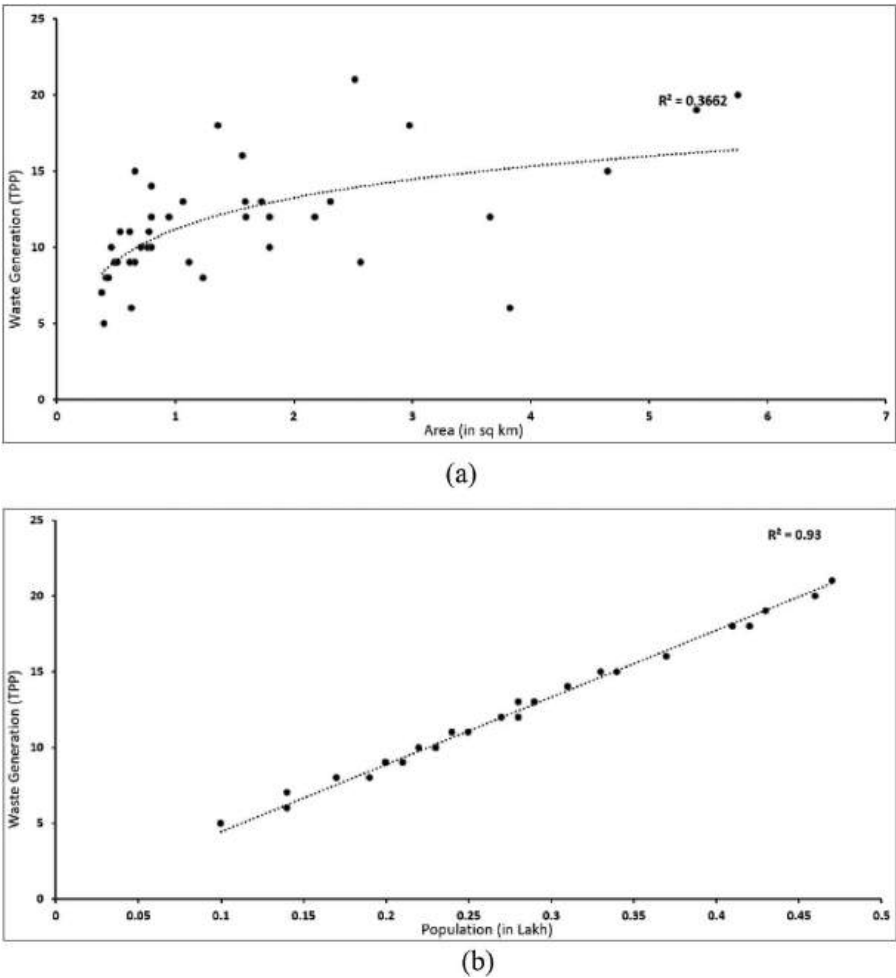 25
20
15
10
5
0
Waste Generation (TPP)
R² = 0.3662
0 1 2 3 4 5 6 7
Area (in sq km)
(a)
25
20
15
10
5
0
Waste Generation (TPP)
R² = 0.93
0 0.05 0.1 0.15 0.2 0.25 0.3 0.35 0.4 0.45 0.5
Population (in Lakh)
(b)